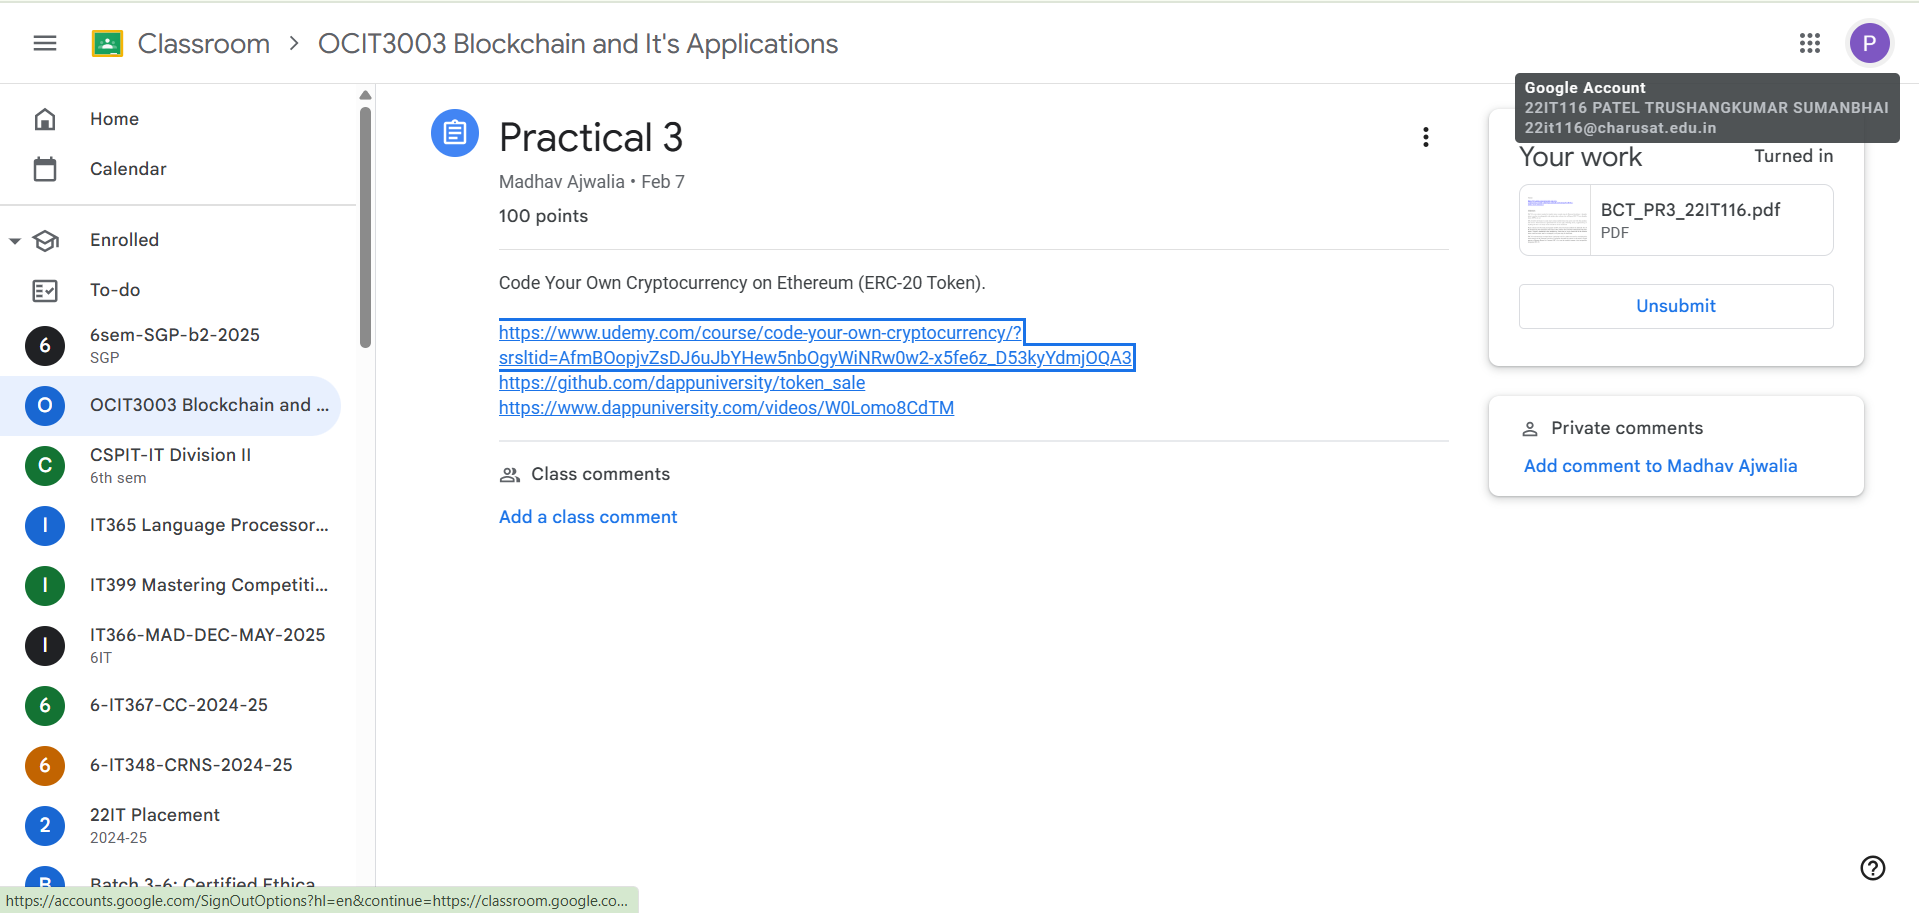 Classroom > OCIT3003 Blockchain and It's Applications
P
Google Account
22IT116 PATEL TRUSHANGKUMAR SUMANBHAI
22it116@charusat.edu.in
Home
Calendar
Enrolled
To-do
6
6sem-SGP-b2-2025
SGP
O
OCIT3003 Blockchain and ...
C
CSPIT-IT Division II
6th sem
I
IT365 Language Processor...
I
IT399 Mastering Competiti...
I
IT366-MAD-DEC-MAY-2025
6IT
6
6-IT367-CC-2024-25
6
6-IT348-CRNS-2024-25
2
22IT Placement
2024-25
B
Batch 3-6: Certified Ethica
Practical 3
Madhav Ajwalia • Feb 7
100 points
Code Your Own Cryptocurrency on Ethereum (ERC-20 Token).
https://www.udemy.com/course/code-your-own-cryptocurrency/?
srsltid=AfmBOopjvZsDJ6uJbYHew5nbOgyWiNRw0w2-x5fe6z_D53kyYdmjOQA3
https://github.com/dappuniversity/token_sale
https://www.dappuniversity.com/videos/W0Lomo8CdTM
Class comments
Add a class comment
Your work
Turned in
BCT_PR3_22IT116.pdf
PDF
Unsubmit
Private comments
Add comment to Madhav Ajwalia
https://accounts.google.com/SignOutOptions?hl=en&continue=https://classroom.google.co...